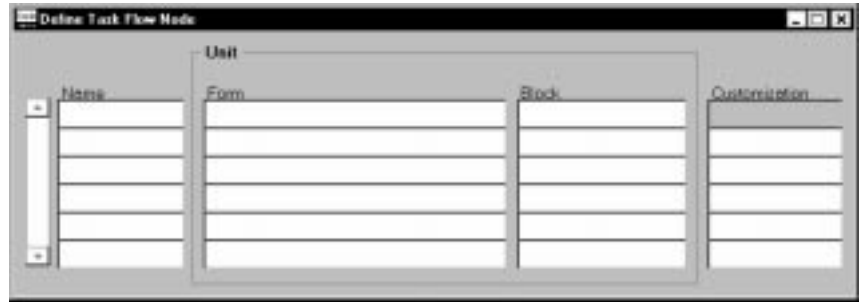 Define Task Flow Node
Unit
Name Form Block Customization